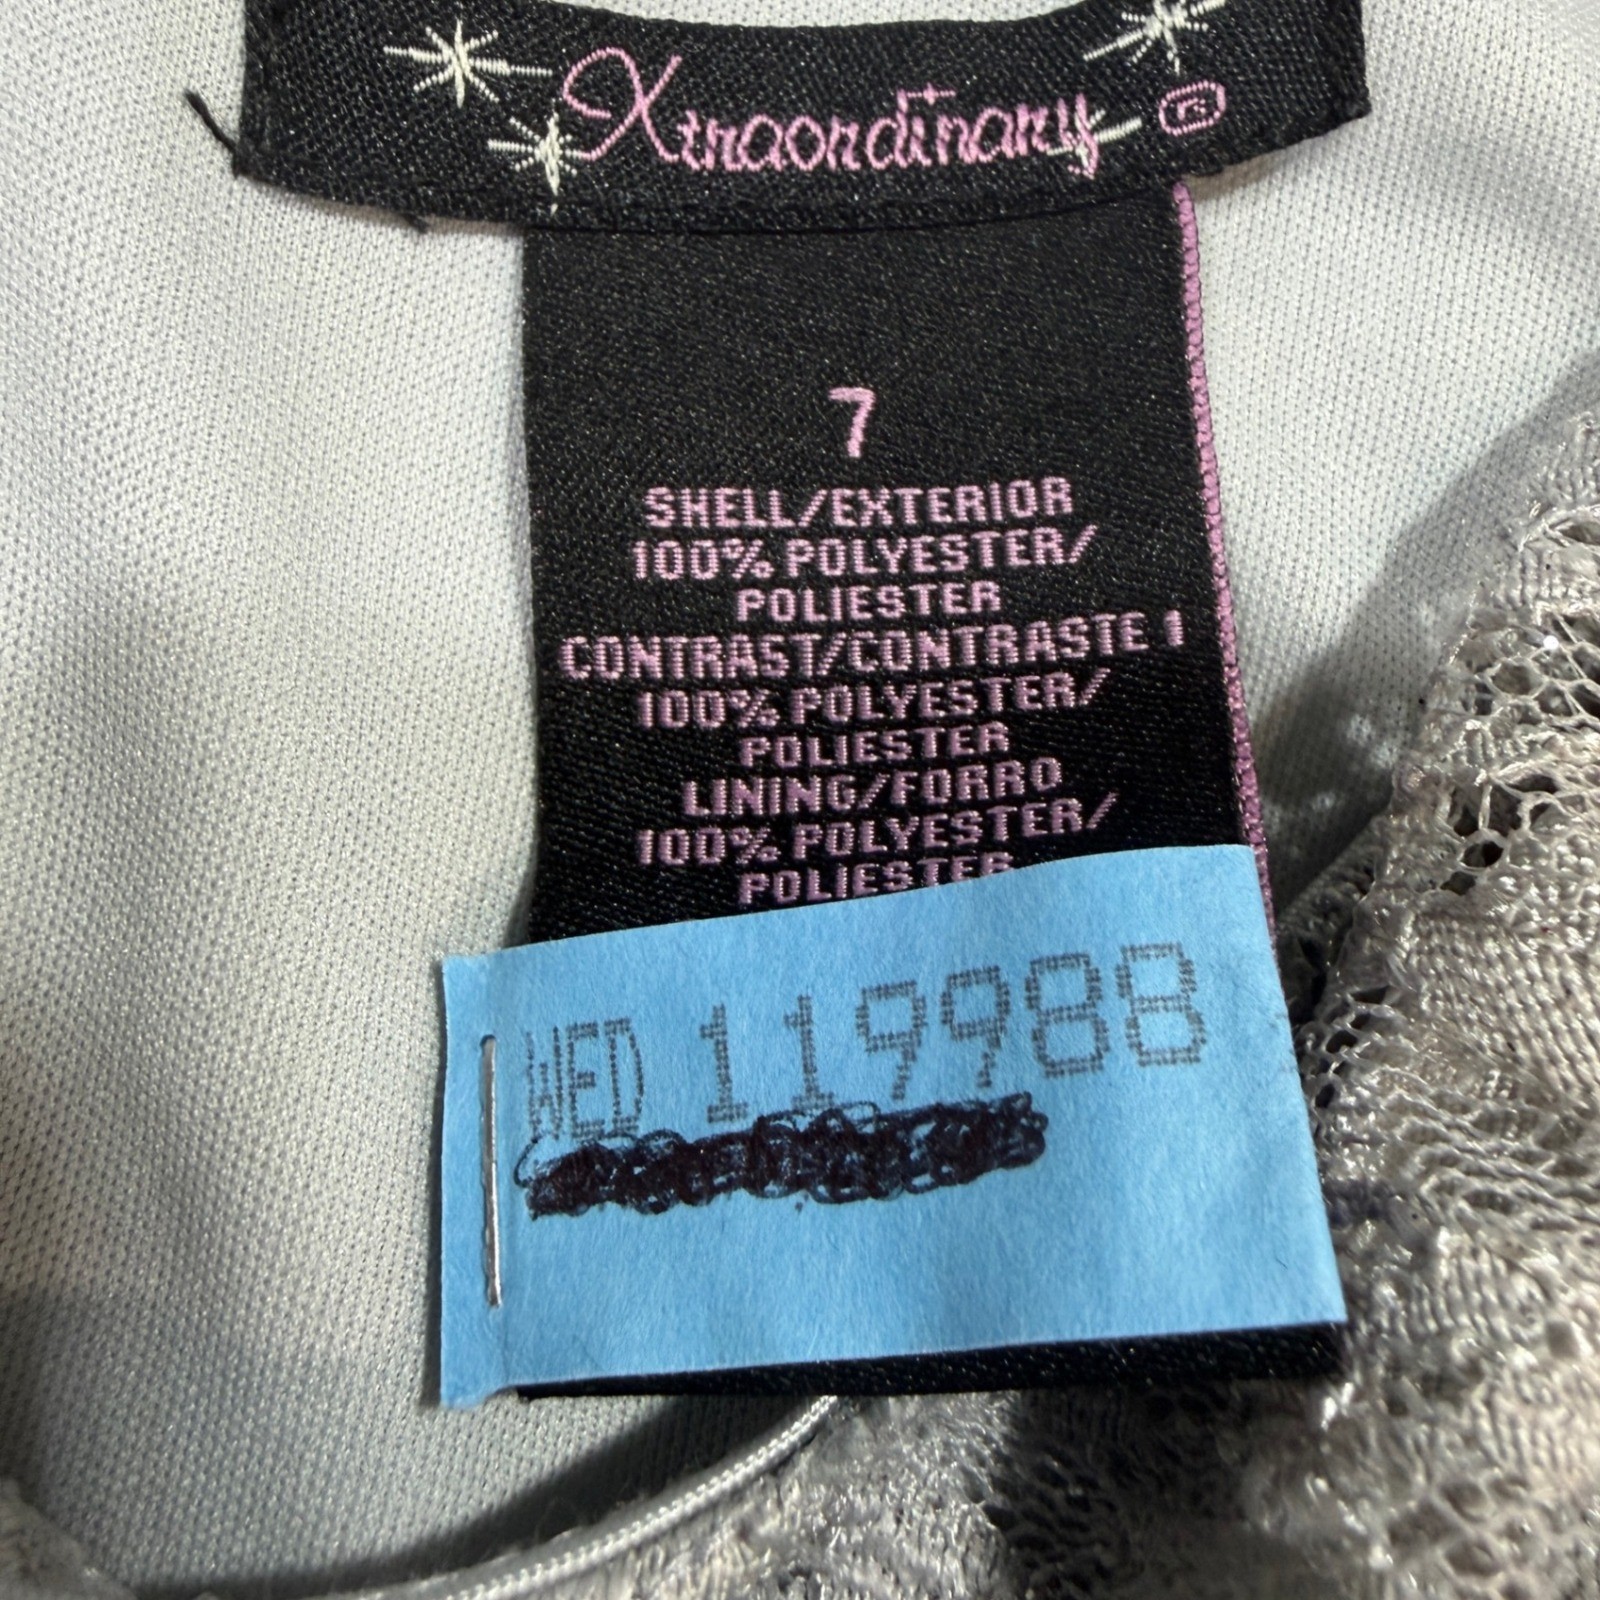 Xtraordinary ®
7
SHELL/EXTERIOR
100% POLYESTER/
POLIESTER
CONTRAST/CONTRASTE 1
100% POLYESTER/
POLIESTER
LINING/FORRO
100% POLYESTER/
POLIESTER
WED 119988